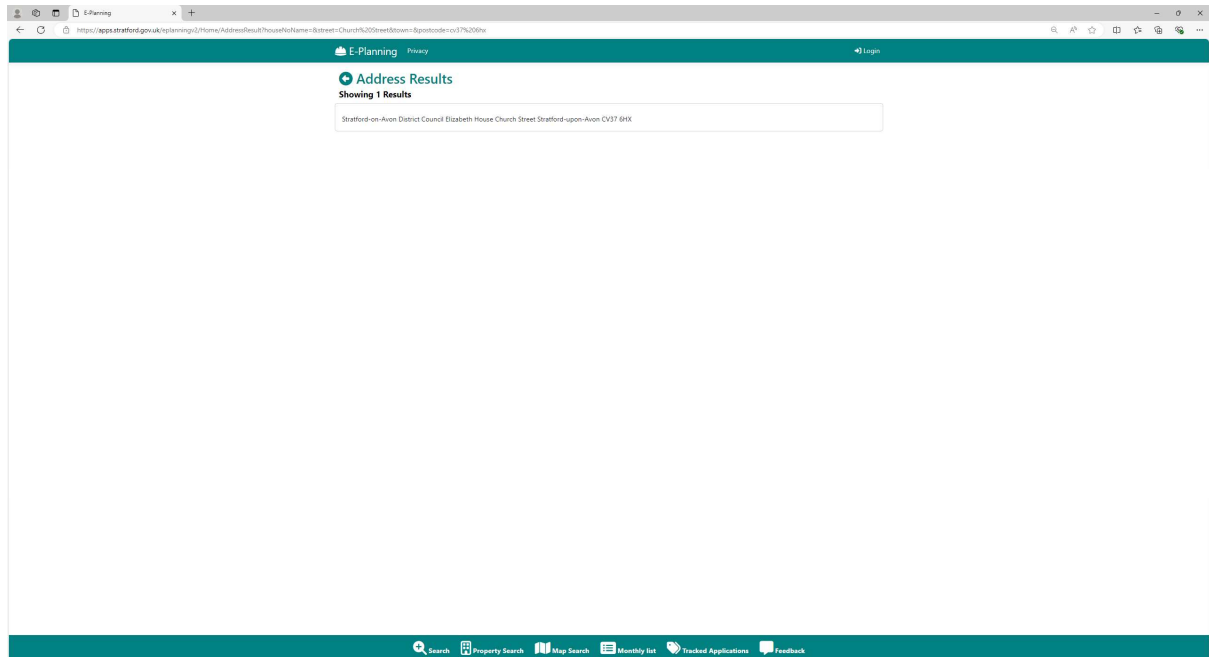 E-Planning
https://apps.stratford.gov.uk/eplanningv2/Home/AddressResult?houseNoName=&street=Church%20Street&town=&postcode=cv37%206hx
E-Planning Privacy Login
Address Results
Showing 1 Results
Stratford-on-Avon District Council Elizabeth House Church Street Stratford-upon-Avon CV37 6HX
Search Property Search Map Search Monthly list Tracked Applications Feedback